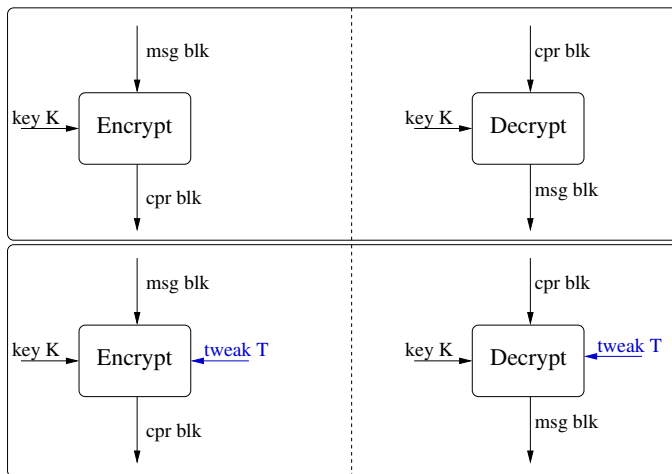 msg blk
key K
Encrypt
cpr blk
cpr blk
key K
Decrypt
msg blk
msg blk
key K
Encrypt
tweak T
cpr blk
cpr blk
key K
Decrypt
tweak T
msg blk